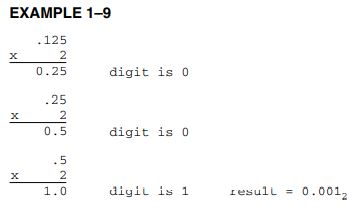 EXAMPLE 1–9
.125
x 2
0.25 digit is 0
.25
x 2
0.5 digit is 0
.5
x 2
1.0 digit is 1 result = 0.001₂